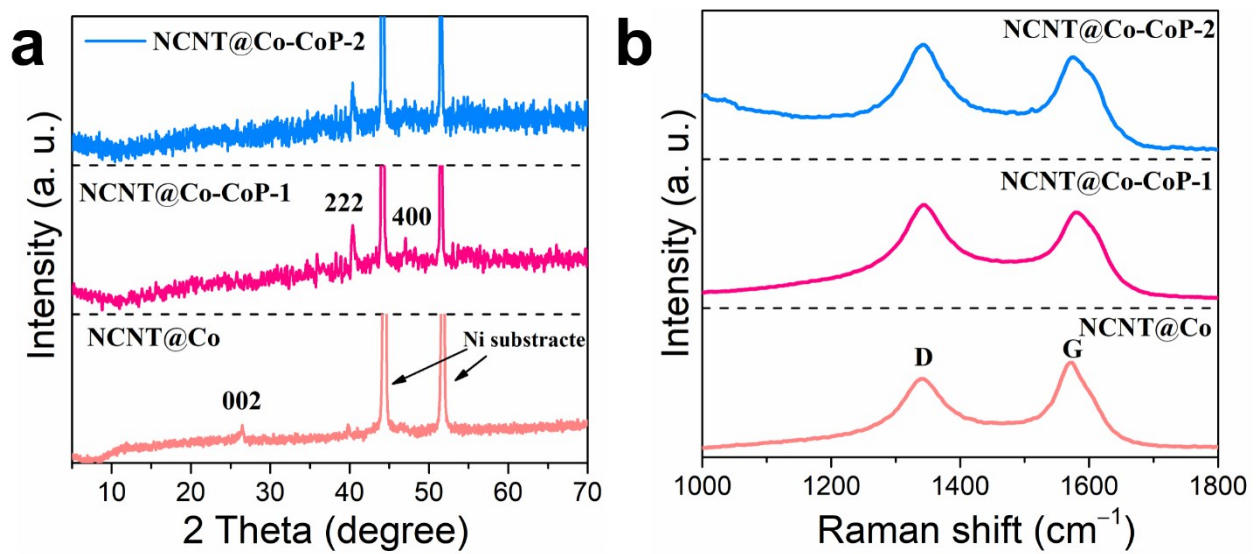 a
NCNT@Co-CoP-2
NCNT@Co-CoP-1
222
400
NCNT@Co
Ni substracte
002
Intensity (a. u.)
10 20 30 40 50 60 70
2 Theta (degree)
b
NCNT@Co-CoP-2
NCNT@Co-CoP-1
NCNT@Co
D
G
Intensity (a. u.)
1000 1200 1400 1600 1800
Raman shift (cm⁻¹)